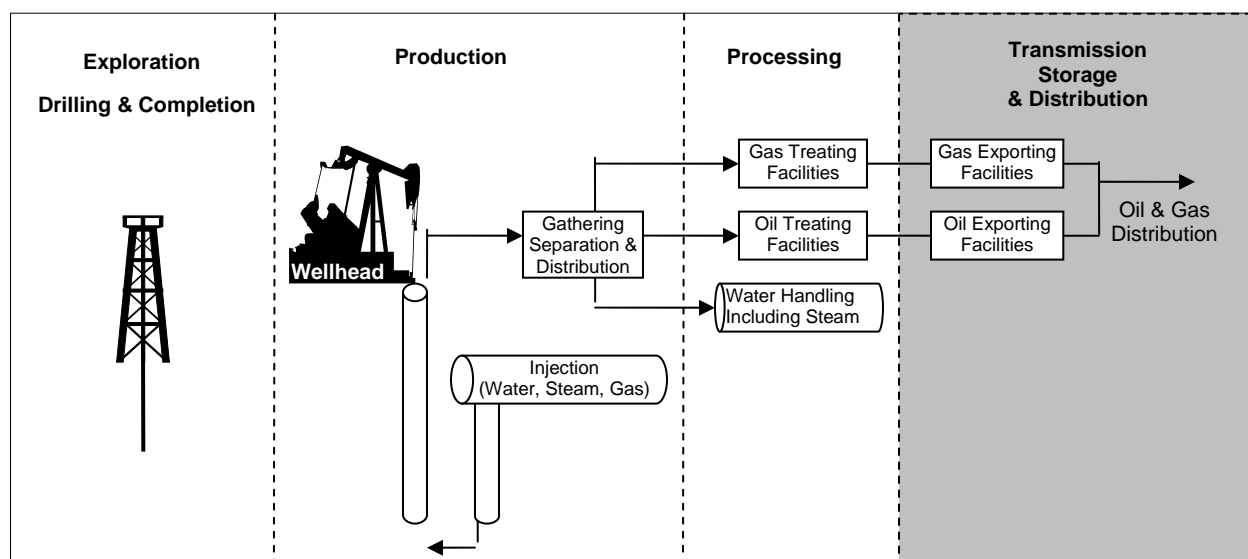 Exploration
Drilling & Completion
Production
Processing
Transmission
Storage
& Distribution
Wellhead
Gathering
Separation &
Distribution
Injection
(Water, Steam, Gas)
Gas Treating
Facilities
Oil Treating
Facilities
Water Handling
Including Steam
Gas Exporting
Facilities
Oil Exporting
Facilities
Oil & Gas
Distribution